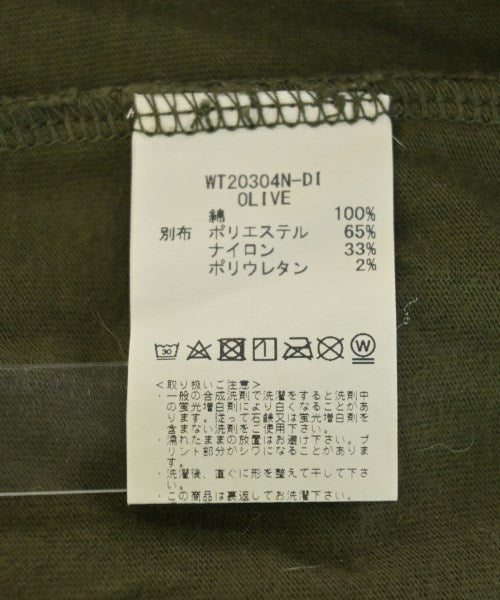 WT20304N-DI
OLIVE
綿 100%
別布 ポリエステル 65%
ナイロン 33%
ポリウレタン 2%
30 W
<取り扱いご注意>
・一般の合成洗剤で洗濯をすると洗剤中
の蛍光増白剤により白くなることがあ
ります。従って石鹸又は蛍光増白剤を
含まない洗剤をご使用下さい。
・濡れたままの放置はお避け下さい。プ
リント部分がシワになることがありま
す。
・洗濯後、直ぐに形を整えて干して下さ
い。
・この商品は裏返してお洗濯下さい。